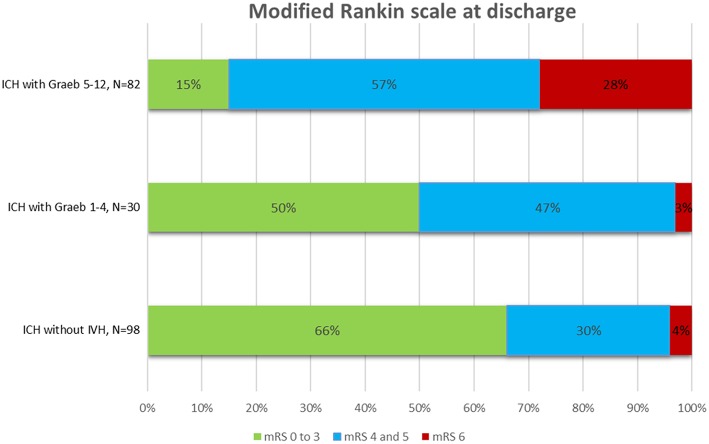 Modified Rankin scale at discharge
ICH with Graeb 5-12, N=82
15% 57% 28%
ICH with Graeb 1-4, N=30
50% 47% 3%
ICH without IVH, N=98
66% 30% 4%
0% 10% 20% 30% 40% 50% 60% 70% 80% 90% 100%
mRS 0 to 3 mRS 4 and 5 mRS 6